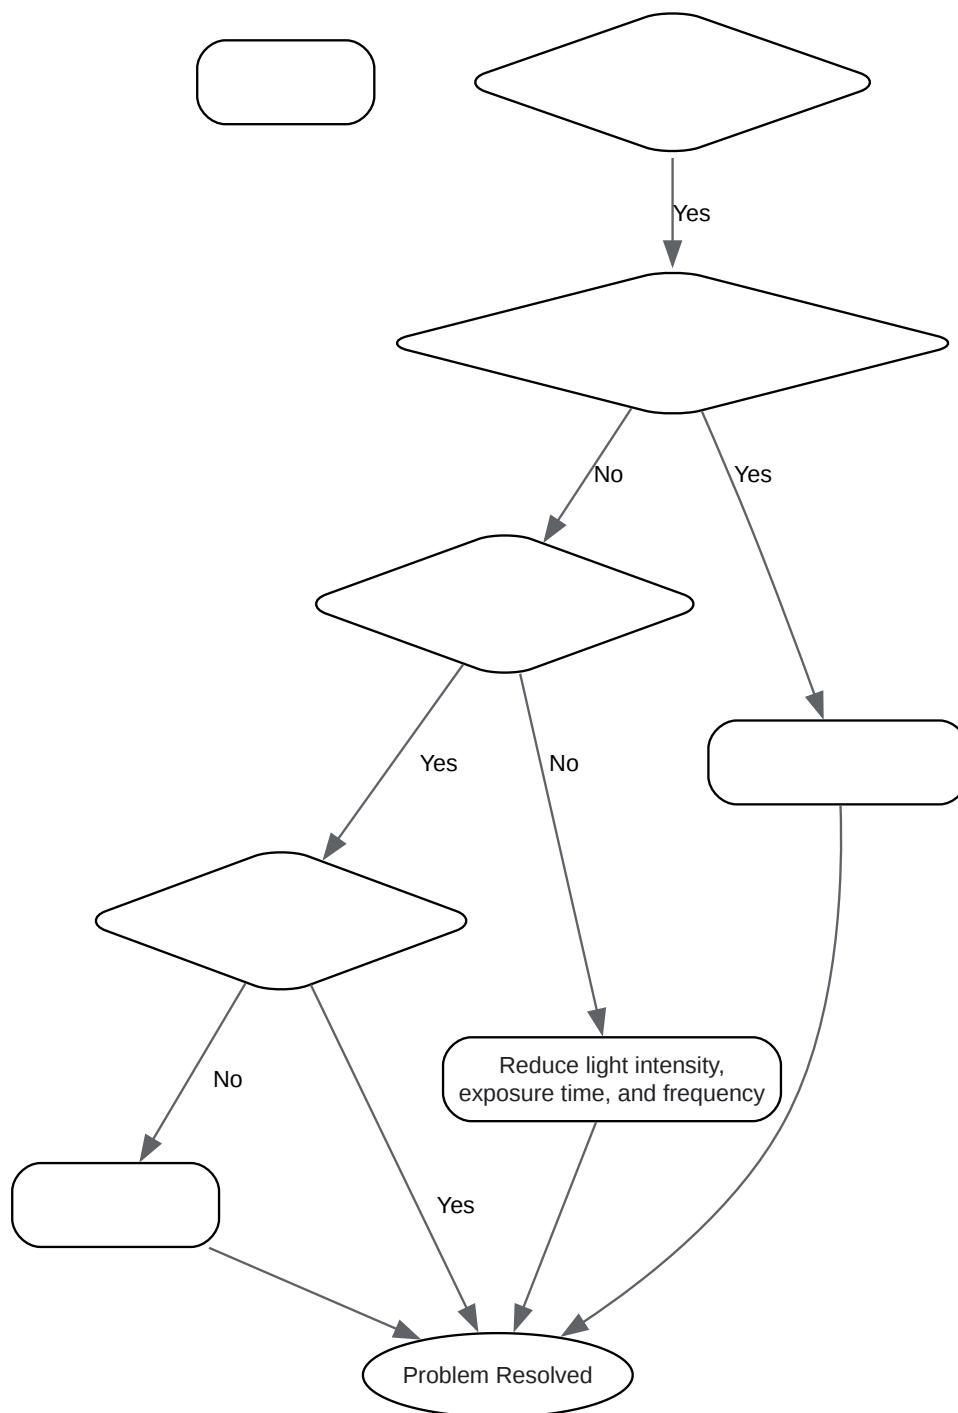 Yes
No
Yes
Yes
No
Reduce light intensity,
exposure time, and frequency
No
Yes
Problem Resolved